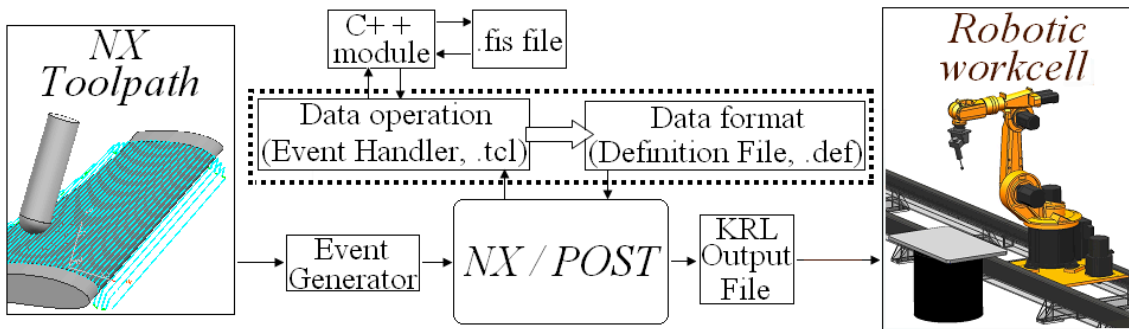 NX
Toolpath
C++
module
.fis file
Data operation
(Event Handler, .tcl)
Data format
(Definition File, .def)
Event
Generator
NX / POST
KRL
Output
File
Robotic
workcell